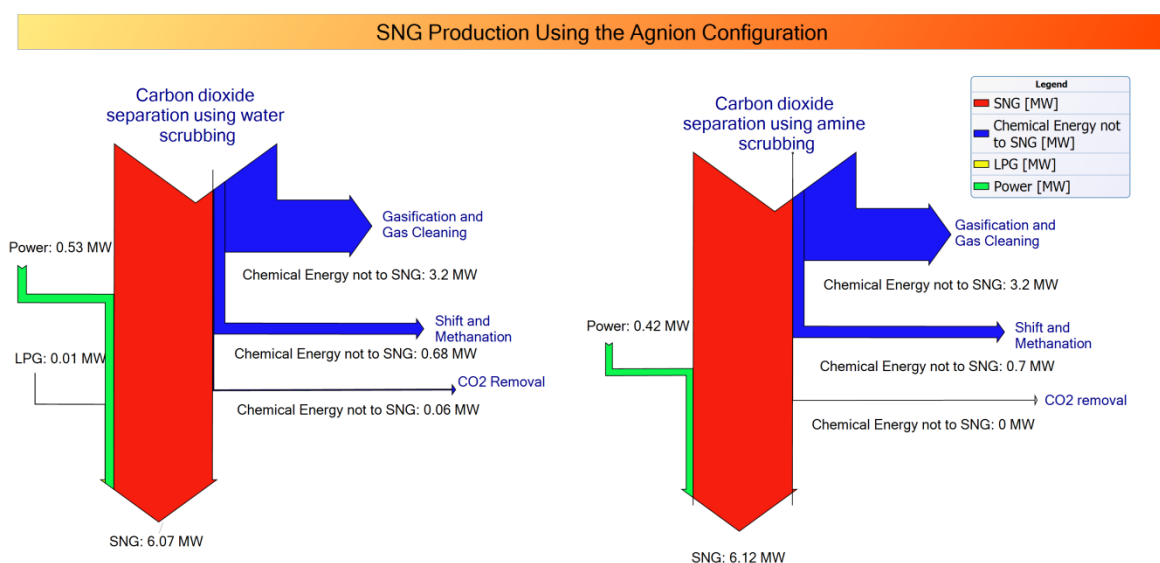 SNG Production Using the Agnion Configuration
Carbon dioxide
separation using water
scrubbing
Gasification and
Gas Cleaning
Power: 0.53 MW
Chemical Energy not to SNG: 3.2 MW
Shift and
Methanation
LPG: 0.01 MW
Chemical Energy not to SNG: 0.68 MW
CO2 Removal
Chemical Energy not to SNG: 0.06 MW
SNG: 6.07 MW
Carbon dioxide
separation using amine
scrubbing
Legend
SNG [MW]
Chemical Energy not
to SNG [MW]
LPG [MW]
Power [MW]
Gasification and
Gas Cleaning
Chemical Energy not to SNG: 3.2 MW
Power: 0.42 MW
Shift and
Methanation
Chemical Energy not to SNG: 0.7 MW
CO2 removal
Chemical Energy not to SNG: 0 MW
SNG: 6.12 MW